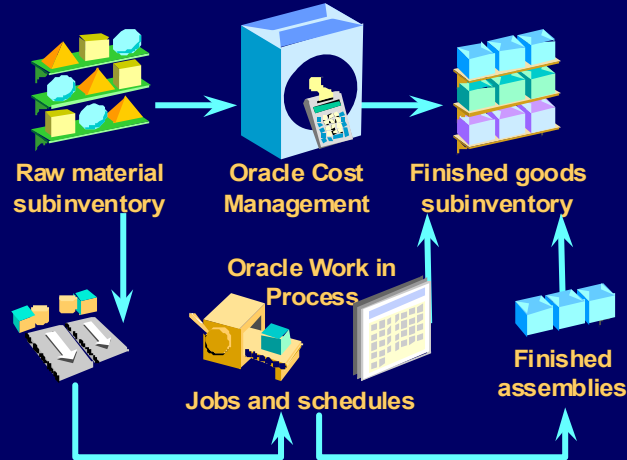 Raw material
subinventory
Oracle Cost
Management
Finished goods
subinventory
Oracle Work in
Process
Jobs and schedules
Finished
assemblies